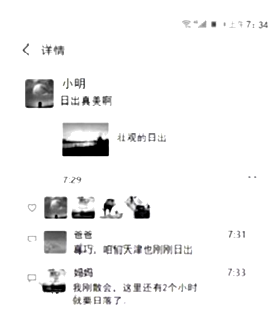 7:34
详情
小明
日出真美啊
壮观的日出
7:29
爸爸
7:31
真巧，咱们天津也刚刚日出
妈妈
7:33
我刚散会，这里还有2个小时
就要日落了.